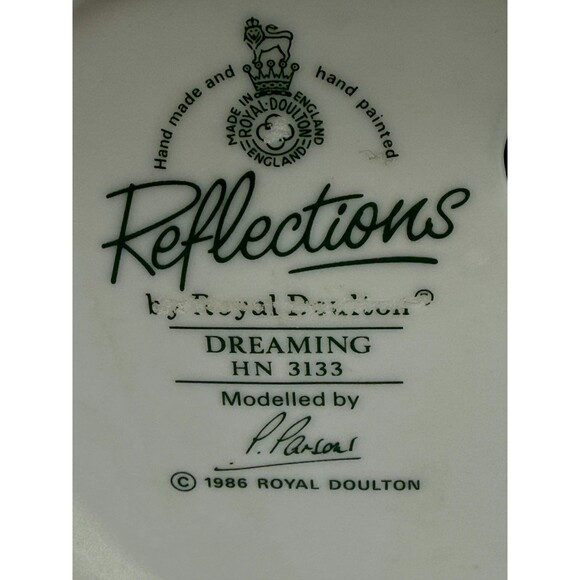 Hand made and hand painted
MADE IN ENGLAND
ROYAL·DOULTON
ENGLAND
Reflections
by Royal Doulton®
DREAMING
HN 3133
Modelled by
P. Parsons
© 1986 ROYAL DOULTON